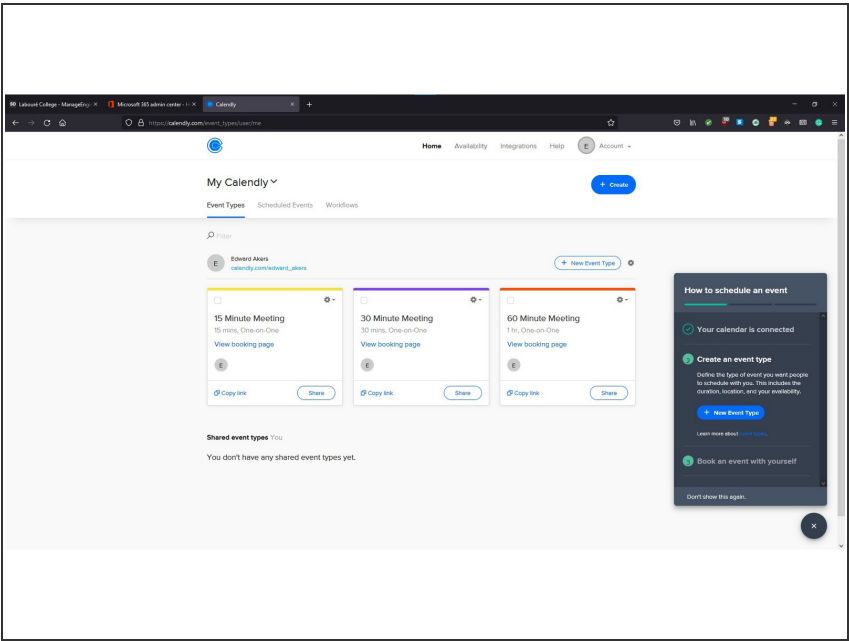 Labouré College - ManageEngi
Microsoft 365 admin center - H
Calendly
https://calendly.com/event_types/user/me
Home Availability Integrations Help E Account
My Calendly
+ Create
Event Types Scheduled Events Workflows
Filter
E Edward Akers
calendly.com/edward_akers
+ New Event Type
15 Minute Meeting
15 mins, One-on-One
View booking page
E
Copy link Share
30 Minute Meeting
30 mins, One-on-One
View booking page
E
Copy link Share
60 Minute Meeting
1 hr, One-on-One
View booking page
E
Copy link Share
Shared event types You
You don't have any shared event types yet.
How to schedule an event
Your calendar is connected
2 Create an event type
Define the type of event you want people
to schedule with you. This includes the
duration, location, and your availability.
+ New Event Type
Learn more about event types.
3 Book an event with yourself
Don't show this again.